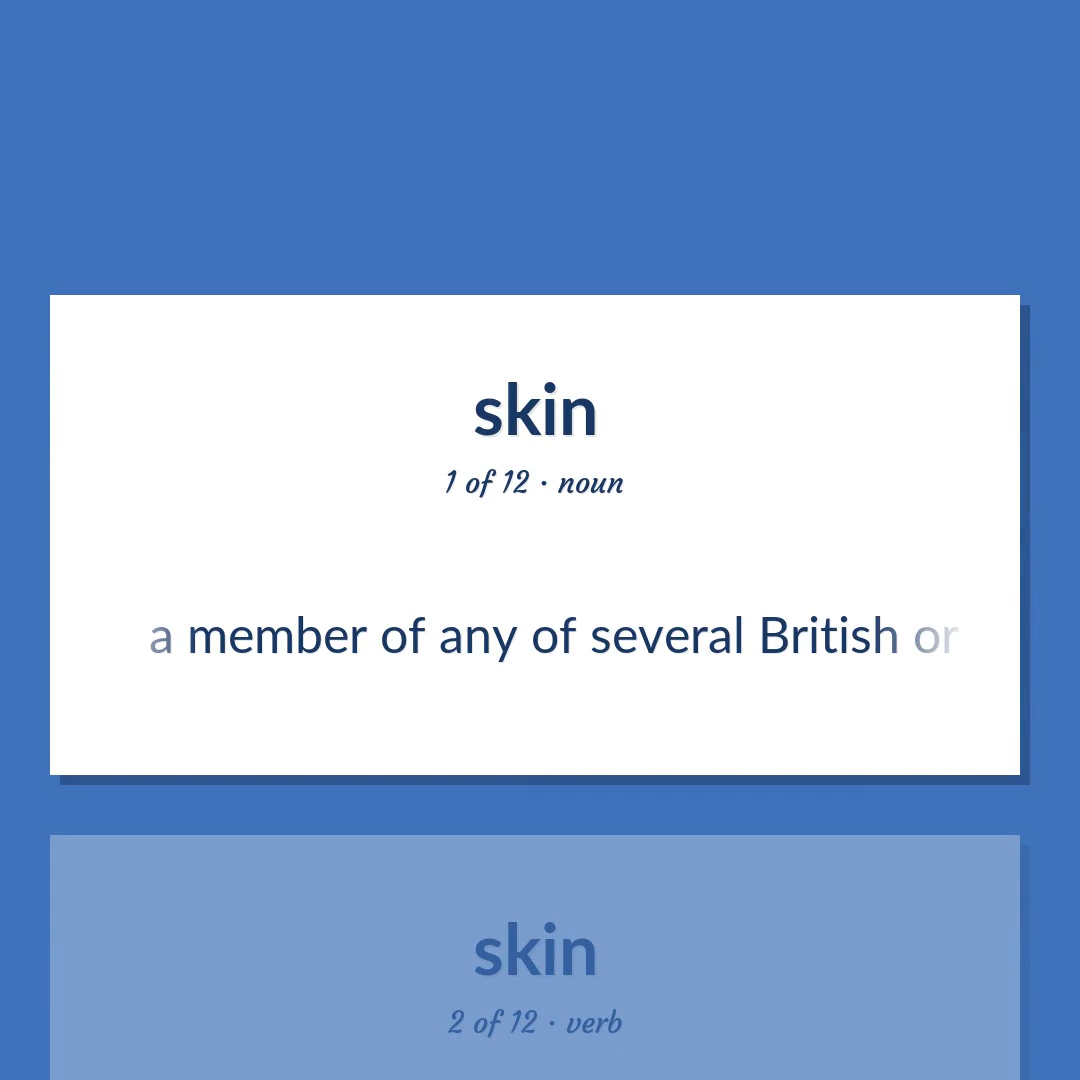 skin
1 of 12 · noun
a member of any of several British or
skin
2 of 12 · verb